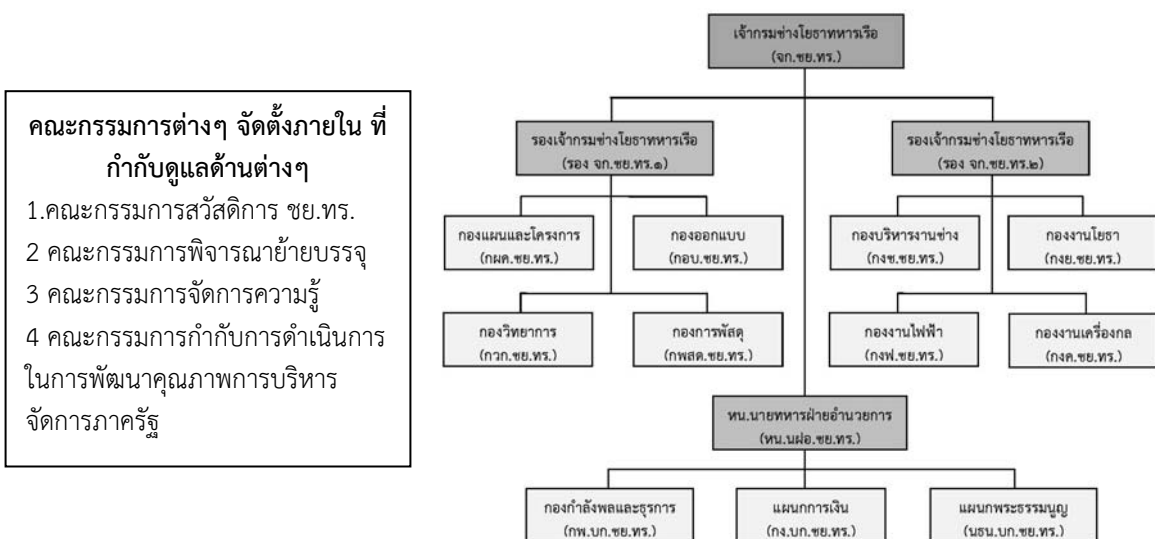 คณะกรรมการต่างๆ จัดตั้งภายใน ที่
กำกับดูแลด้านต่างๆ
1.คณะกรรมการสวัสดิการ ชย.ทร.
2 คณะกรรมการพิจารณาย้ายบรรจุ
3 คณะกรรมการจัดการความรู้
4 คณะกรรมการกำกับการดำเนินการ
ในการพัฒนาคุณภาพการบริหาร
จัดการภาครัฐ
เจ้ากรมช่างโยธาทหารเรือ
(จก.ชย.ทร.)
รองเจ้ากรมช่างโยธาทหารเรือ
(รอง จก.ชย.ทร.๑)
รองเจ้ากรมช่างโยธาทหารเรือ
(รอง จก.ชย.ทร.๒)
กองแผนและโครงการ
(กผค.ชย.ทร.)
กองออกแบบ
(กอบ.ชย.ทร.)
กองบริหารงานช่าง
(กงช.ชย.ทร.)
กองงานโยธา
(กงย.ชย.ทร.)
กองวิทยาการ
(กวก.ชย.ทร.)
กองการพัสดุ
(กพสด.ชย.ทร.)
กองงานไฟฟ้า
(กงฟ.ชย.ทร.)
กองงานเครื่องกล
(กงค.ชย.ทร.)
หน.นายทหารฝ่ายอำนวยการ
(หน.นฝอ.ชย.ทร.)
กองกำลังพลและธุรการ
(กพ.บก.ชย.ทร.)
แผนกการเงิน
(กง.บก.ชย.ทร.)
แผนกพระธรรมนูญ
(นธน.บก.ชย.ทร.)